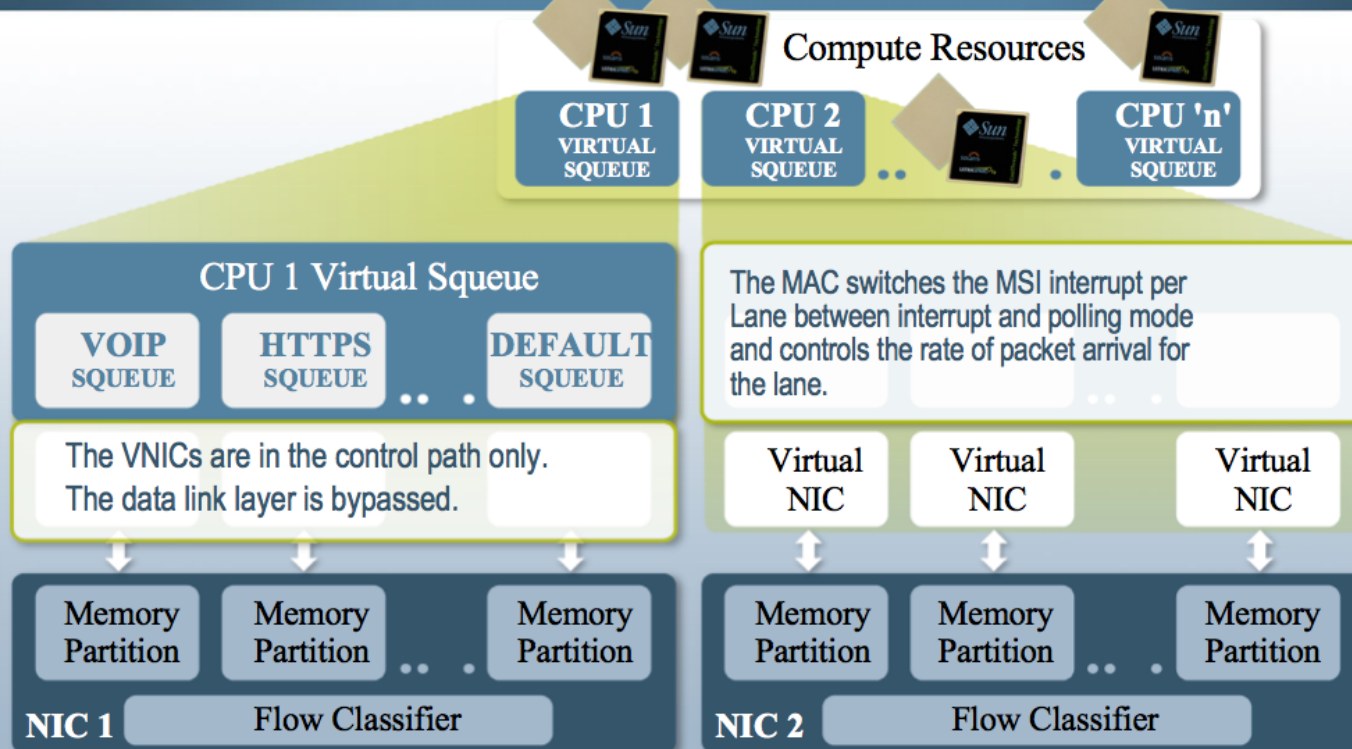 Sun
Sun
Sun
Compute Resources
Sun
CPU 1
VIRTUAL
SQUEUE
CPU 2
VIRTUAL
SQUEUE
CPU 'n'
VIRTUAL
SQUEUE
CPU 1 Virtual Squeue
VOIP
SQUEUE
HTTPS
SQUEUE
DEFAULT
SQUEUE
The MAC switches the MSI interrupt per
Lane between interrupt and polling mode
and controls the rate of packet arrival for
the lane.
The VNICs are in the control path only.
The data link layer is bypassed.
Virtual
NIC
Virtual
NIC
Virtual
NIC
Memory
Partition
Memory
Partition
Memory
Partition
NIC 1
Flow Classifier
Memory
Partition
Memory
Partition
Memory
Partition
NIC 2
Flow Classifier